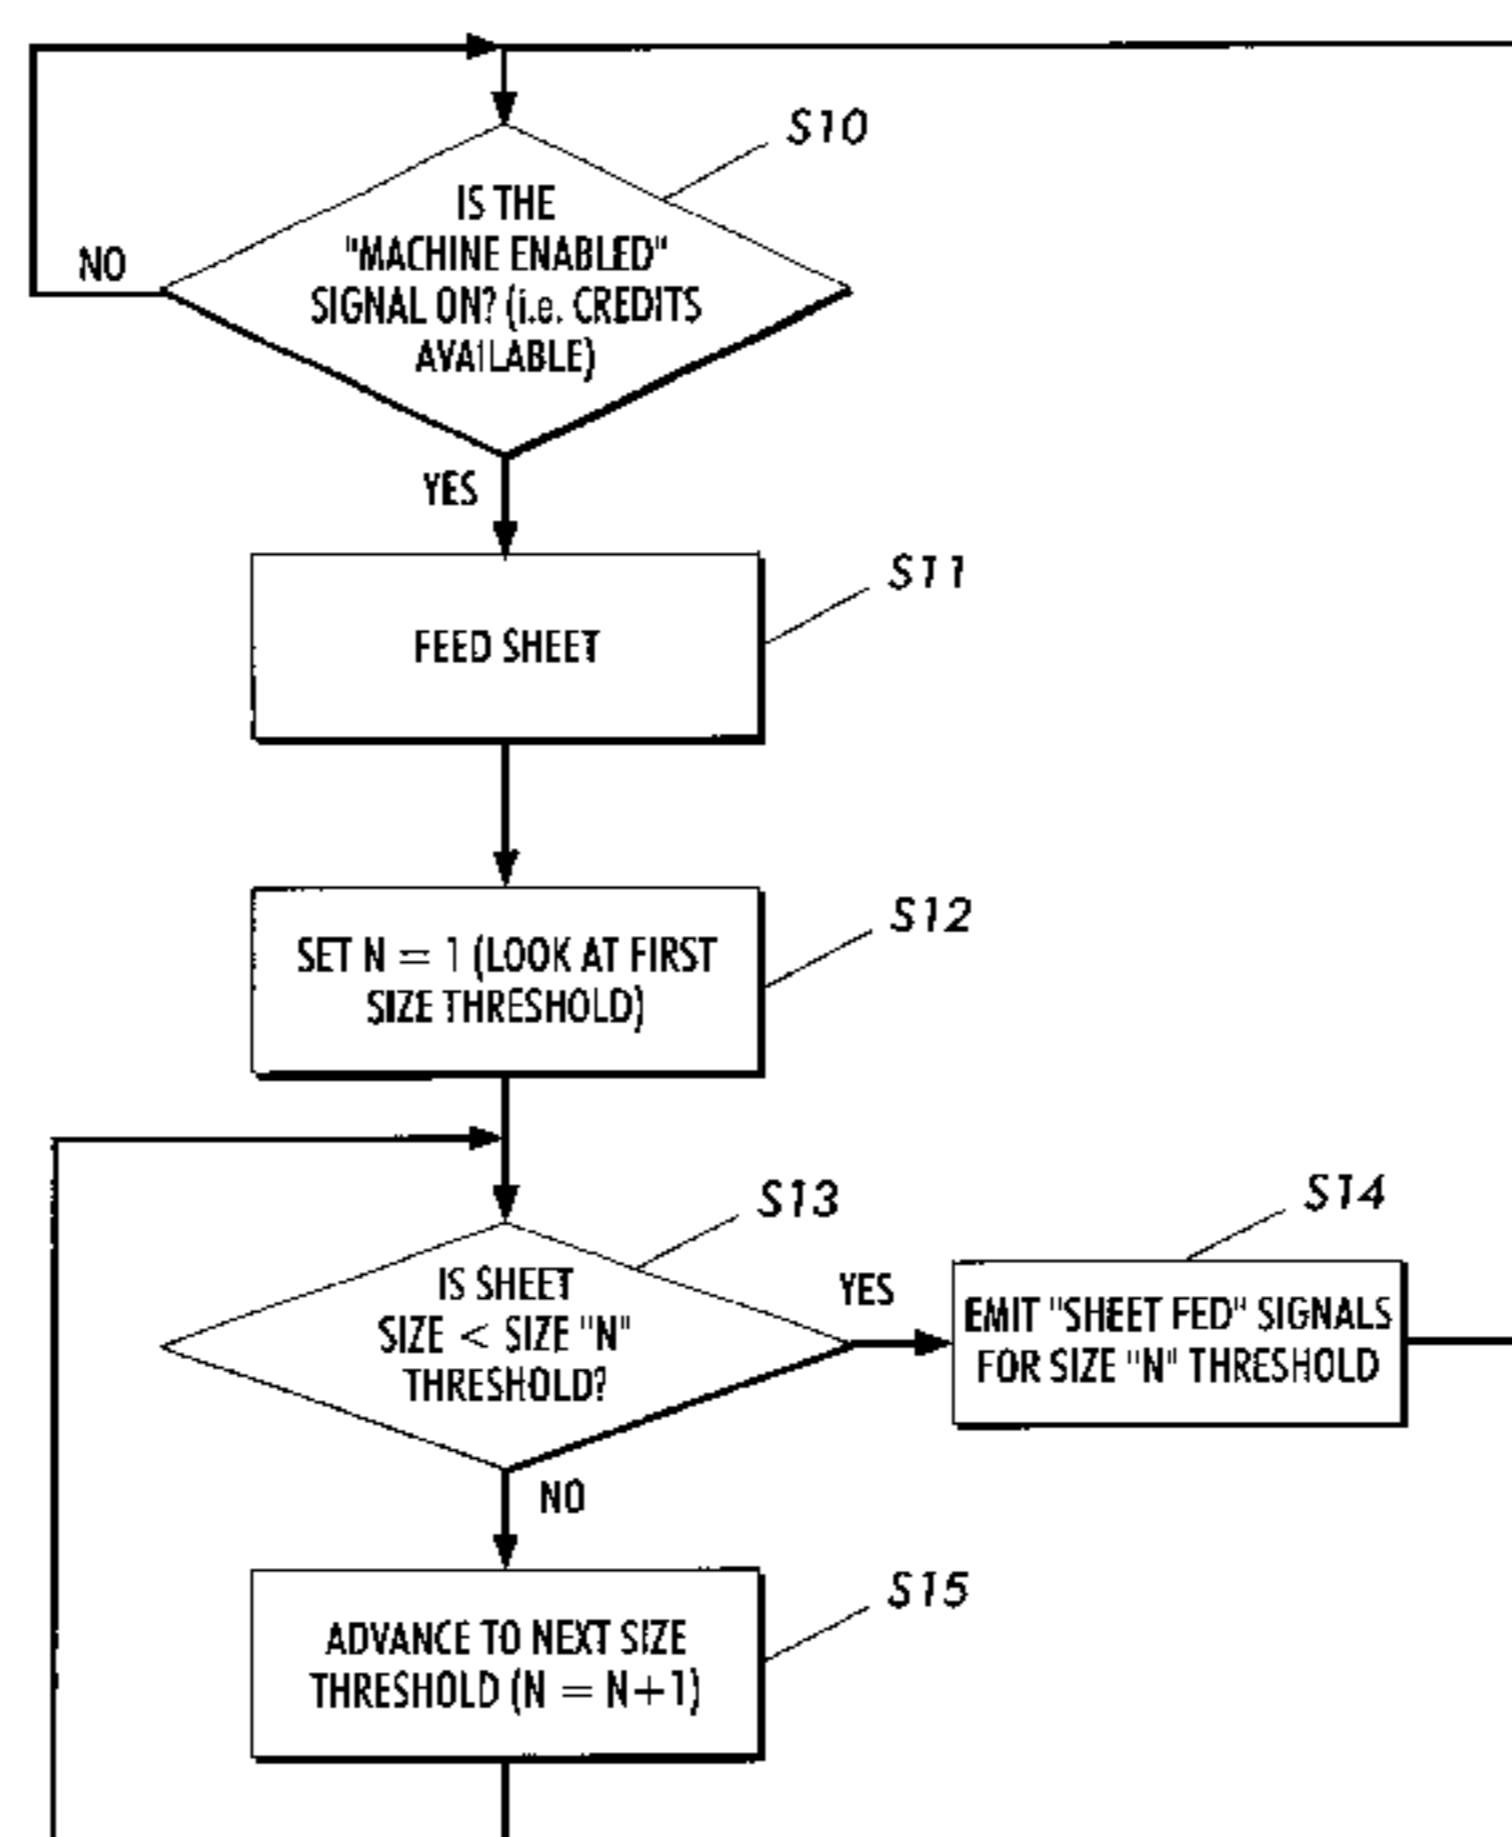 S10
IS THE
"MACHINE ENABLED"
SIGNAL ON? (i.e. CREDITS
AVAILABLE)
NO
YES
S11
FEED SHEET
S12
SET N = 1 (LOOK AT FIRST
SIZE THRESHOLD)
S13
IS SHEET
SIZE < SIZE "N"
THRESHOLD?
YES
S14
EMIT "SHEET FED" SIGNALS
FOR SIZE "N" THRESHOLD
NO
S15
ADVANCE TO NEXT SIZE
THRESHOLD (N = N+1)